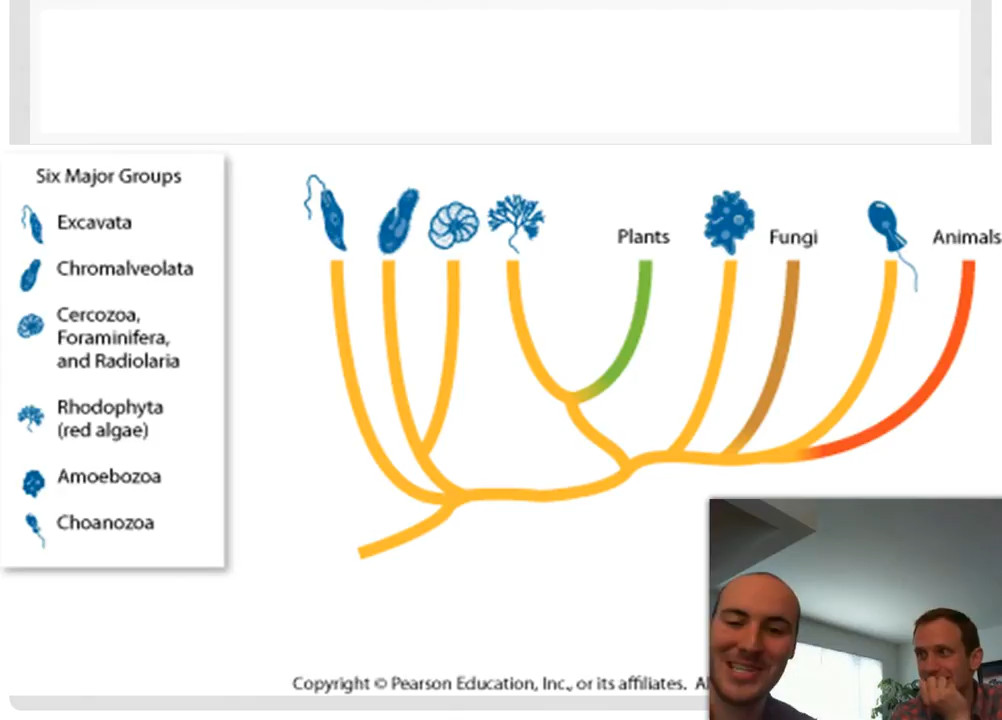 Six Major Groups
Excavata
Chromalveolata
Cercozoa,
Foraminifera,
and Radiolaria
Rhodophyta
(red algae)
Amoebozoa
Choanozoa
Plants
Fungi
Animals
Copyright © Pearson Education, Inc., or its affiliates.